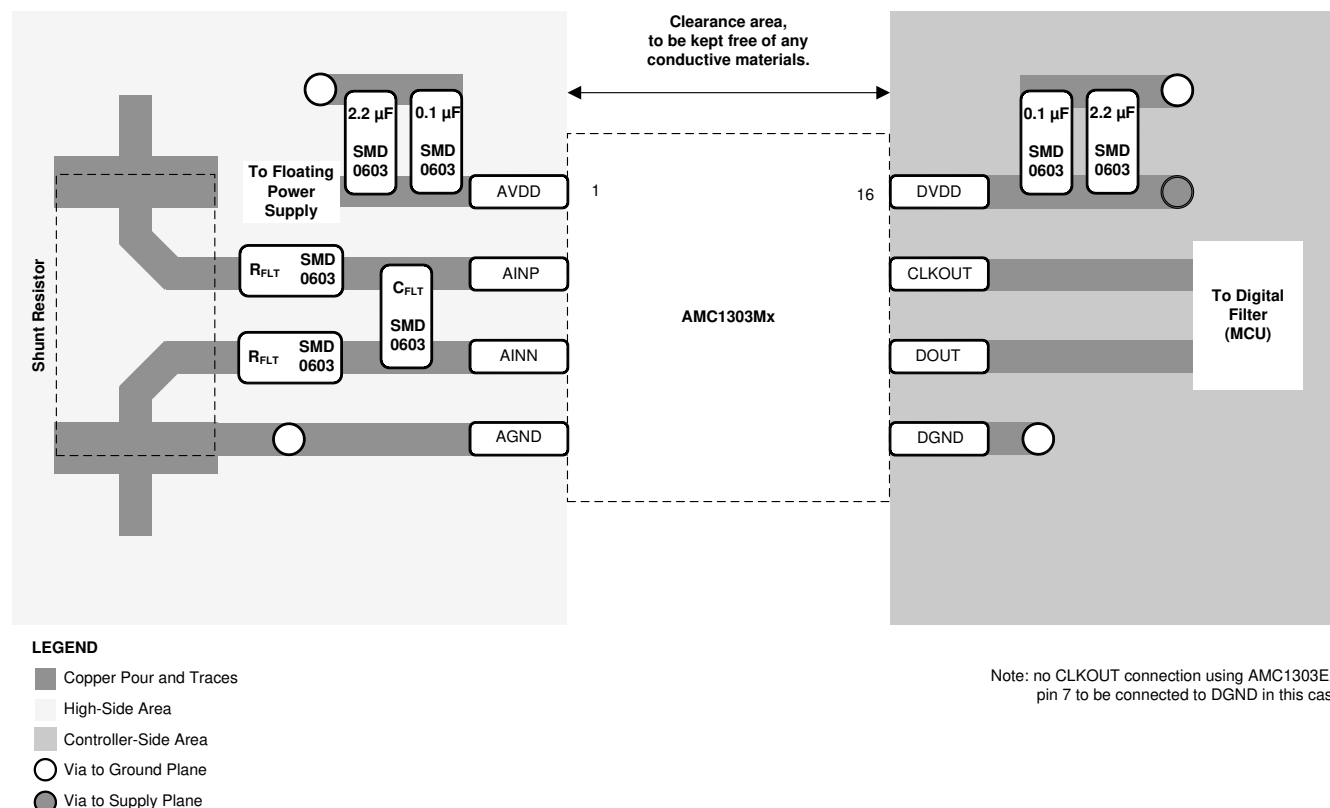 Clearance area,
to be kept free of any
conductive materials.
2.2 µF
SMD
0603
0.1 µF
SMD
0603
To Floating
Power
Supply
AVDD
1
16
DVDD
0.1 µF
SMD
0603
2.2 µF
SMD
0603
Shunt Resistor
RFLT
SMD
0603
CFLT
SMD
0603
AINP
AMC1303Mx
CLKOUT
To Digital
Filter
(MCU)
RFLT
SMD
0603
AINN
DOUT
AGND
DGND
LEGEND
Copper Pour and Traces
High-Side Area
Controller-Side Area
Via to Ground Plane
Via to Supply Plane
Note: no CLKOUT connection using AMC1303E
pin 7 to be connected to DGND in this cas